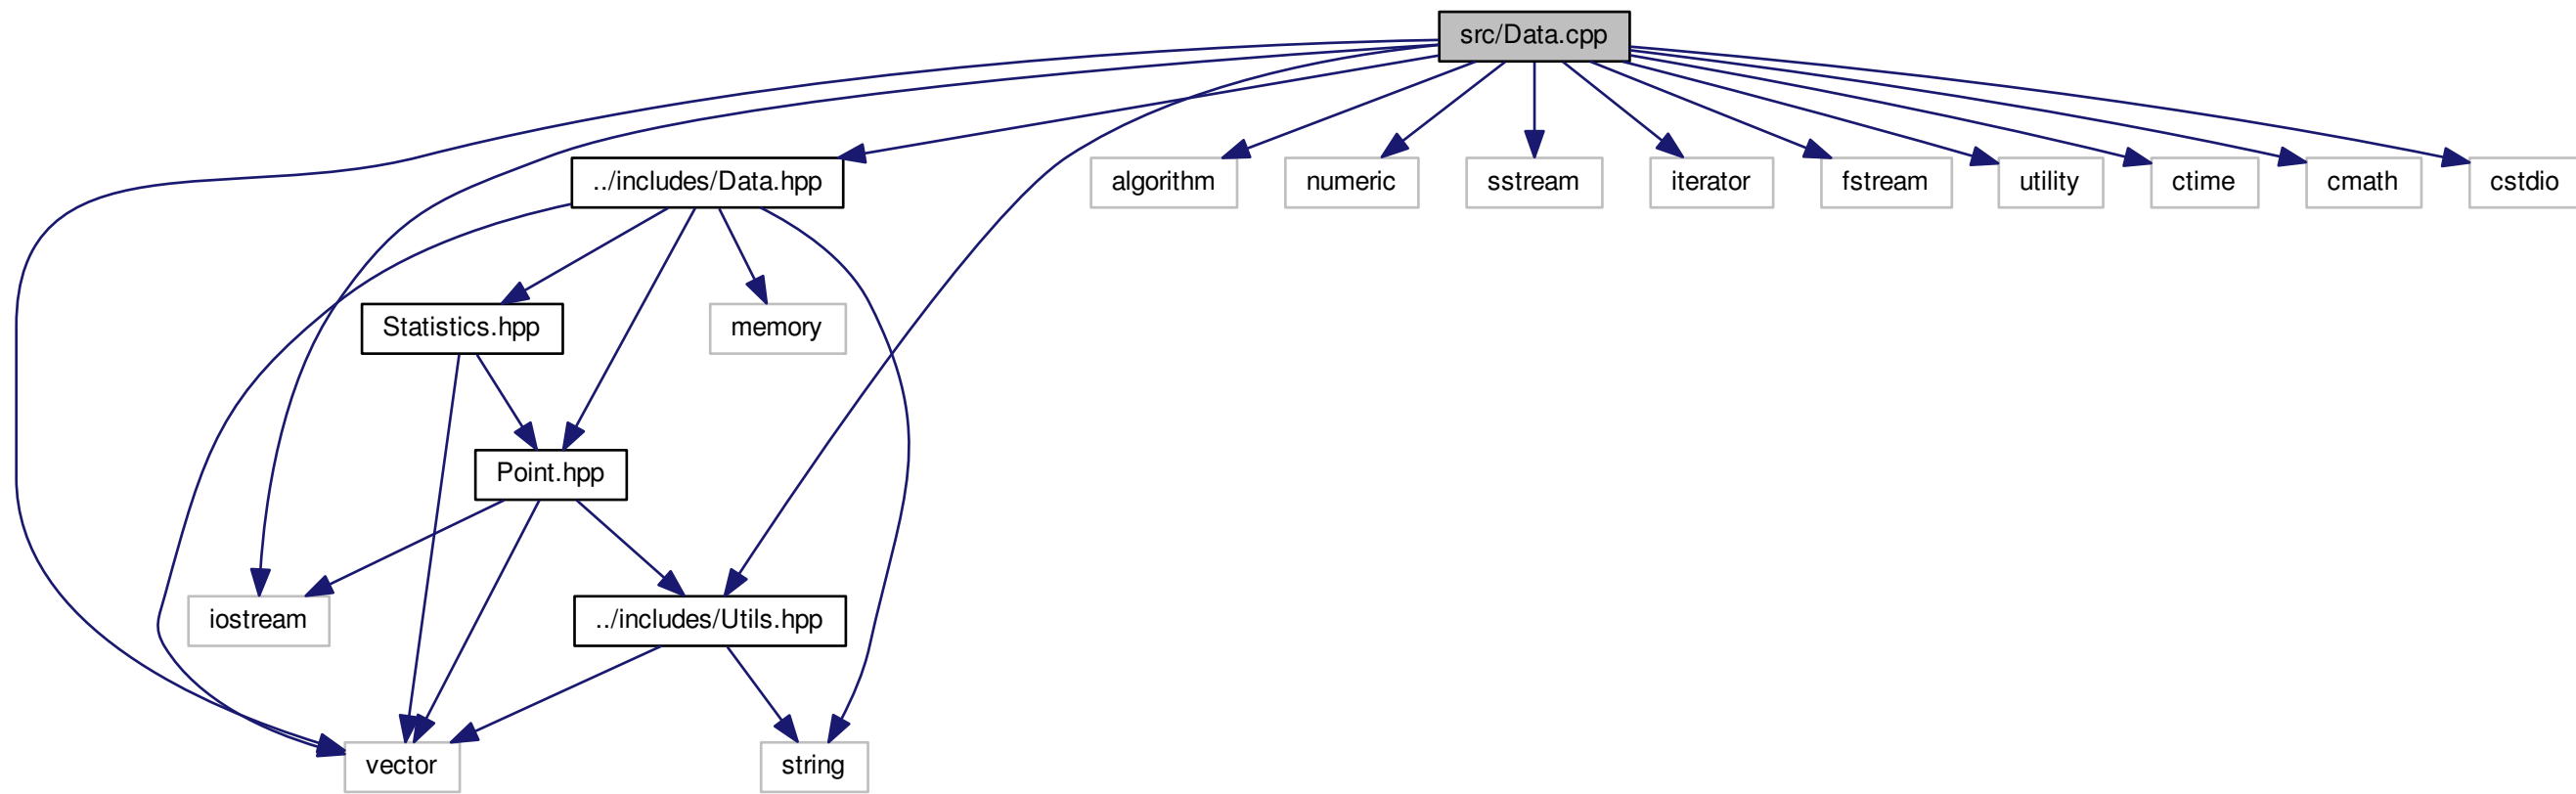 src/Data.cpp
../includes/Data.hpp
algorithm
numeric
sstream
iterator
fstream
utility
ctime
cmath
cstdio
Statistics.hpp
memory
Point.hpp
iostream
../includes/Utils.hpp
vector
string